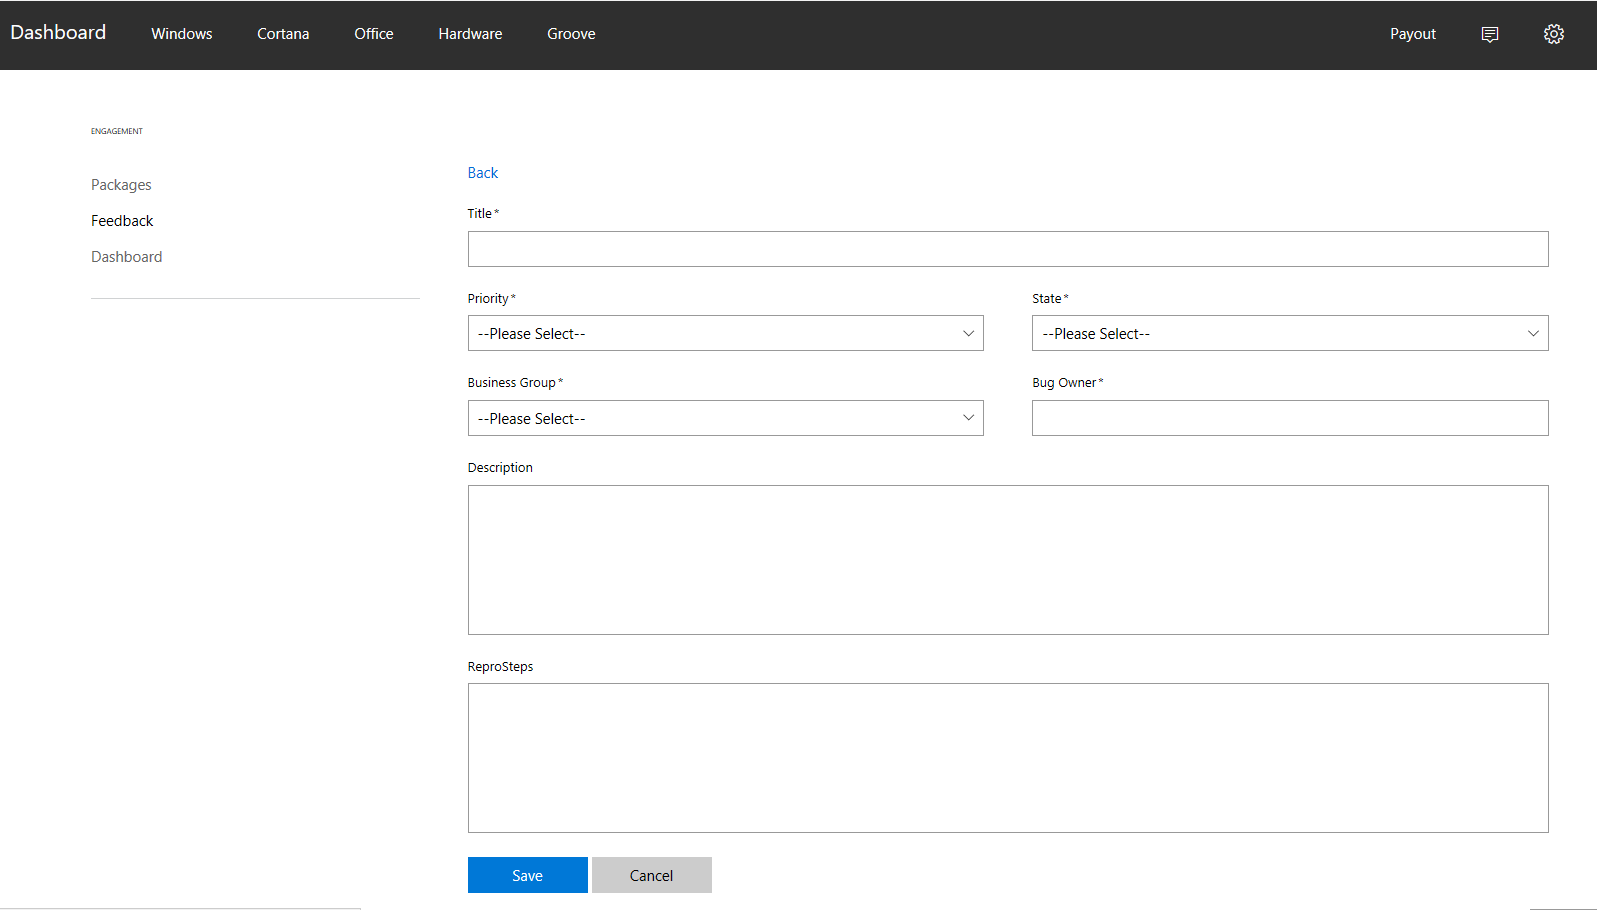 Dashboard Windows Cortana Office Hardware Groove Payout
ENGAGEMENT
Packages
Feedback
Dashboard
Back
Title*
Priority* State*
--Please Select-- --Please Select--
Business Group* Bug Owner*
--Please Select--
Description
ReproSteps
Save Cancel